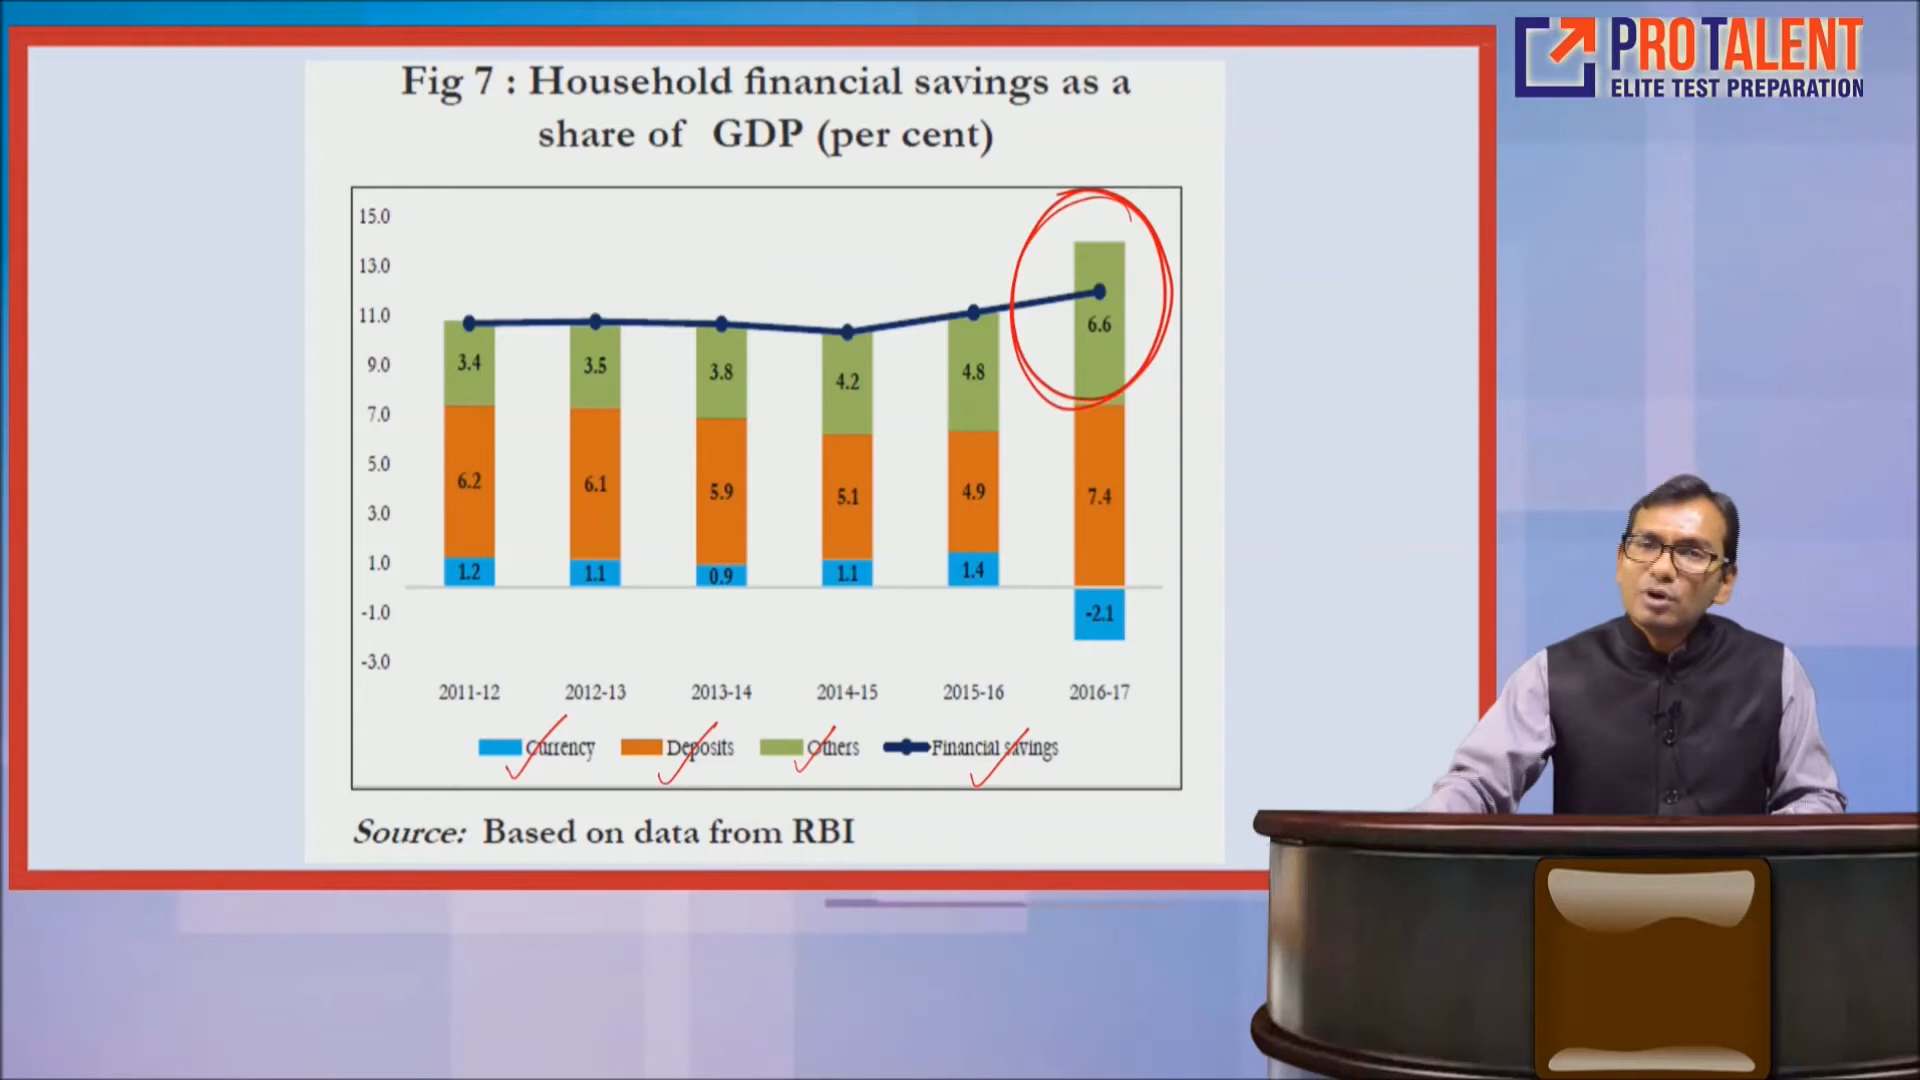 PROTALENT
ELITE TEST PREPARATION
Fig 7 : Household financial savings as a
share of GDP (per cent)
15.0
13.0
11.0
9.0
7.0
5.0
3.0
1.0
-1.0
-3.0
3.4 3.5 3.8 4.2 4.8 6.6
6.2 6.1 5.9 5.1 4.9 7.4
1.2 1.1 0.9 1.1 1.4 -2.1
2011-12 2012-13 2013-14 2014-15 2015-16 2016-17
Currency Deposits Others Financial savings
Source: Based on data from RBI